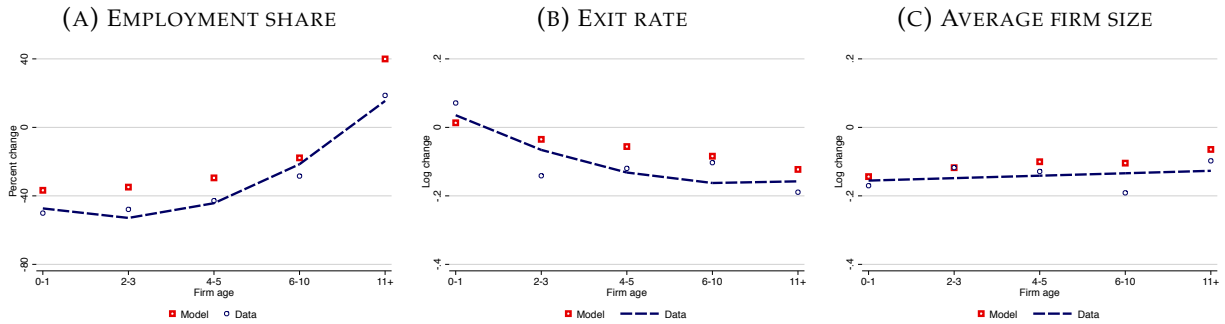 (A) EMPLOYMENT SHARE
Percent change
40
0
-40
-80
0-1
2-3
4-5
6-10
11+
Firm age
Model
Data
(B) EXIT RATE
Log change
.2
0
-.2
-.4
0-1
2-3
4-5
6-10
11+
Firm age
Model
Data
(C) AVERAGE FIRM SIZE
Log change
.2
0
-.2
-.4
0-1
2-3
4-5
6-10
11+
Firm age
Model
Data